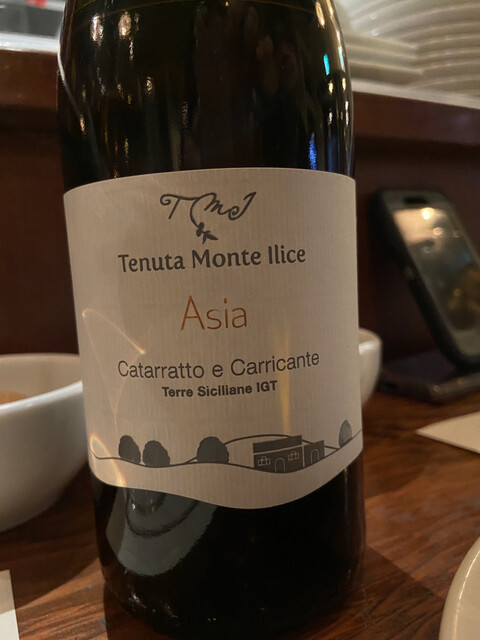 TMI
Tenuta Monte Ilice
Asia
Catarratto e Carricante
Terre Siciliane IGT